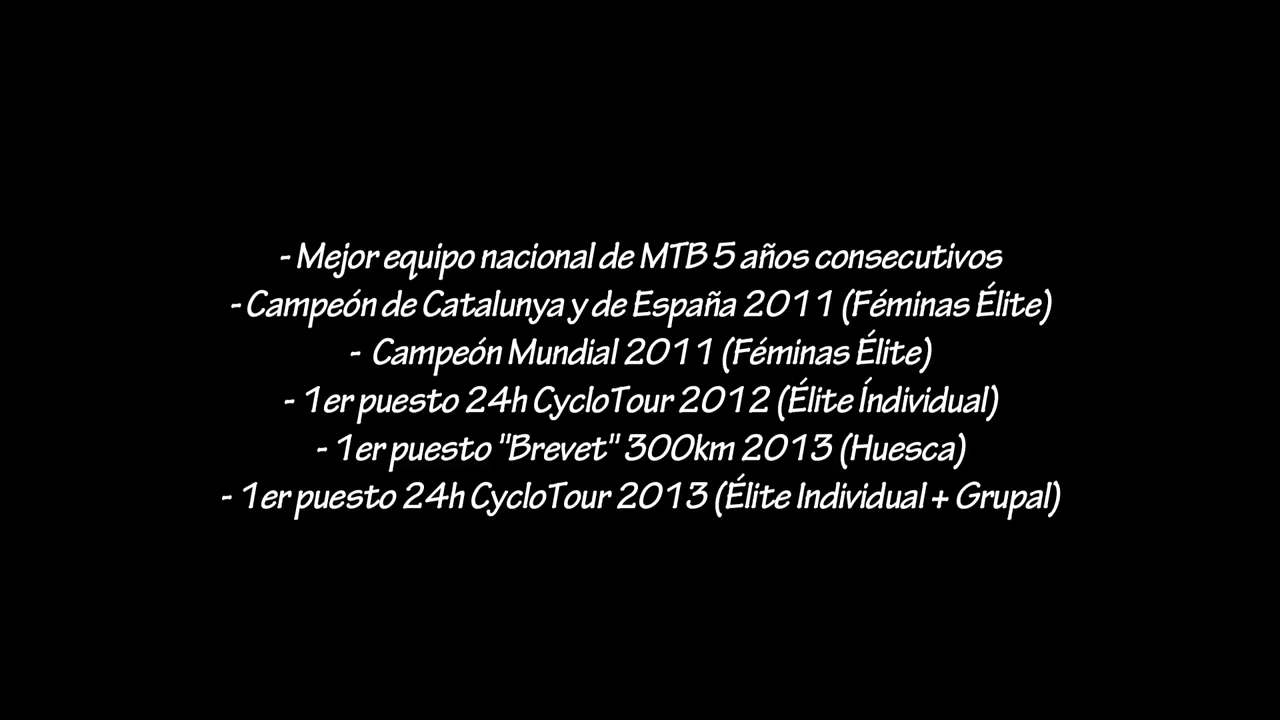 - Mejor equipo nacional de MTB 5 años consecutivos
- Campeón de Catalunya y de España 2011 (Féminas Élite)
- Campeón Mundial 2011 (Féminas Élite)
- 1er puesto 24h CycloTour 2012 (Élite Índividual)
- 1er puesto "Brevet" 300km 2013 (Huesca)
- 1er puesto 24h CycloTour 2013 (Élite Individual + Grupal)